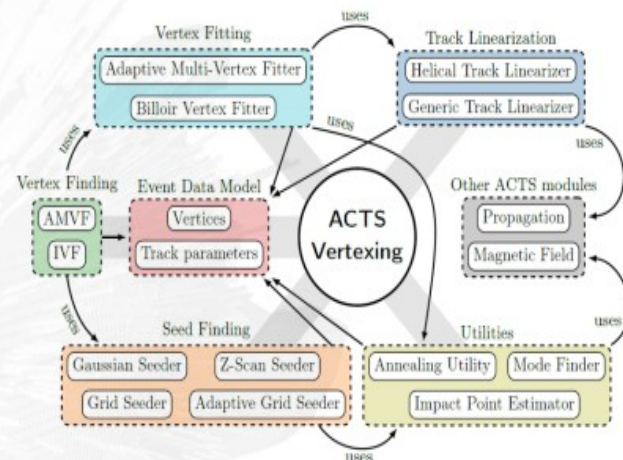 Vertex Fitting
uses
Track Linearization
Adaptive Multi-Vertex Fitter
Billoir Vertex Fitter
Helical Track Linearizer
Generic Track Linearizer
uses
uses
uses
Vertex Finding
AMVF
IVF
Event Data Model
Vertices
Track parameters
ACTS
Vertexing
Other ACTS modules
Propagation
Magnetic Field
uses
Seed Finding
Gaussian Seeder
Z-Scan Seeder
Grid Seeder
Adaptive Grid Seeder
Utilities
uses
Annealing Utility
Mode Finder
Impact Point Estimator
uses